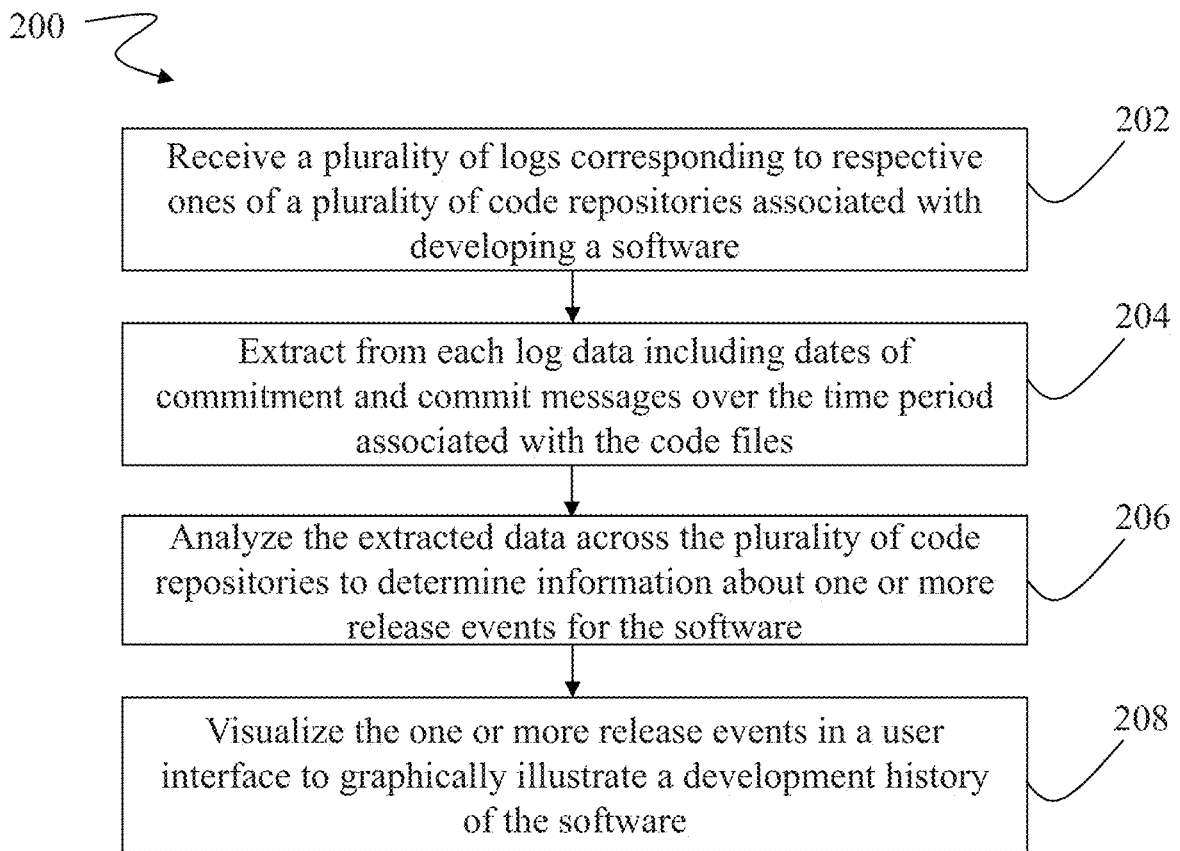 200
202
Receive a plurality of logs corresponding to respective
ones of a plurality of code repositories associated with
developing a software
204
Extract from each log data including dates of
commitment and commit messages over the time period
associated with the code files
206
Analyze the extracted data across the plurality of code
repositories to determine information about one or more
release events for the software
208
Visualize the one or more release events in a user
interface to graphically illustrate a development history
of the software